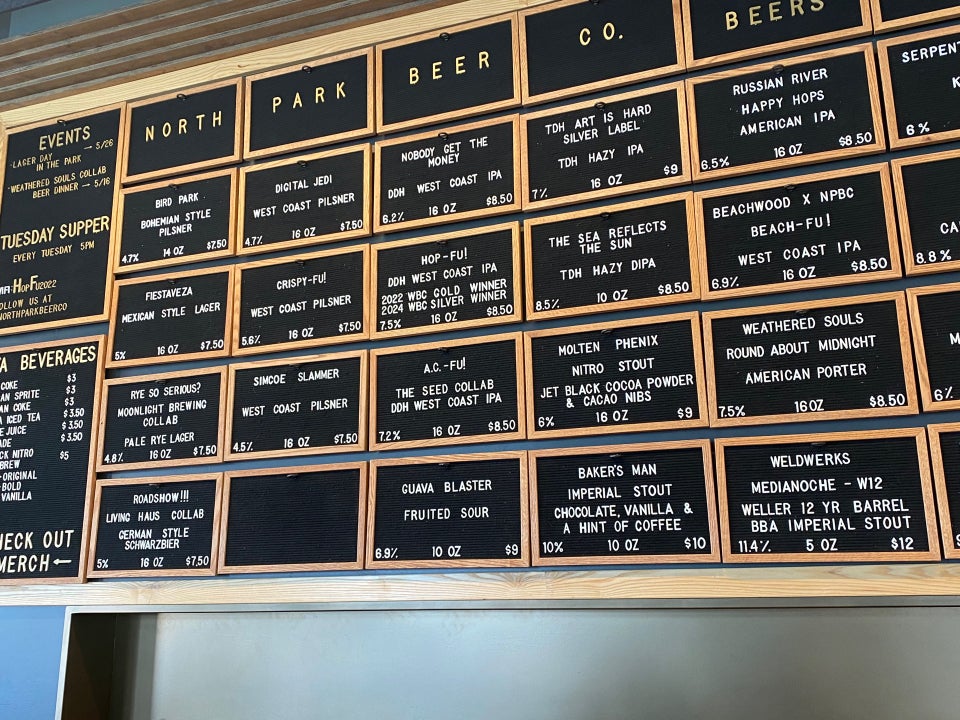 NORTH PARK BEER CO. BEERS
EVENTS
·LAGER DAY → 5/26
IN THE PARK
·WEATHERED SOULS COLLAB
BEER DINNER → 5/16
TUESDAY SUPPER
EVERY TUESDAY 5PM
HOPFU2022
FOLLOW US AT
NORTHPARKBEERCO
BEVERAGES
COKE $3
SPRITE $3
COKE $3
ICED TEA $3.50
JUICE $3.50
$3.50
NITRO $5
BREW
-ORIGINAL
BOLD
VANILLA
CHECK OUT
MERCH ←
BIRD PARK
BOHEMIAN STYLE
PILSNER
4.7% 14 OZ $7.50
FIESTAVEZA
MEXICAN STYLE LAGER
5% 16 OZ $7.50
RYE SO SERIOUS?
MOONLIGHT BREWING
COLLAB
PALE RYE LAGER
4.8% 16 OZ $7.50
ROADSHOW!!!
LIVING HAUS COLLAB
GERMAN STYLE
SCHWARZBIER
5% 16 OZ $7.50
DIGITAL JEDI
WEST COAST PILSNER
4.7% 16 OZ $7.50
CRISPY-FU!
WEST COAST PILSNER
5.6% 16 OZ $7.50
SIMCOE SLAMMER
WEST COAST PILSNER
4.5% 16 OZ $7.50
NOBODY GET THE
MONEY
DDH WEST COAST IPA
6.2% 16 OZ $8.50
HOP-FU!
DDH WEST COAST IPA
2022 WBC GOLD WINNER
2024 WBC SILVER WINNER
7.5% 16 OZ $8.50
A.C.-FU!
THE SEED COLLAB
DDH WEST COAST IPA
7.2% 16 OZ $8.50
GUAVA BLASTER
FRUITED SOUR
6.9% 10 OZ $9
TDH ART IS HARD
SILVER LABEL
TDH HAZY IPA
7% 16 OZ $9
THE SEA REFLECTS
THE SUN
TDH HAZY DIPA
8.5% 10 OZ $8.50
MOLTEN PHENIX
NITRO STOUT
JET BLACK COCOA POWDER
& CACAO NIBS
6% 16 OZ $9
BAKER'S MAN
IMPERIAL STOUT
CHOCOLATE, VANILLA &
A HINT OF COFFEE
10% 10 OZ $10
RUSSIAN RIVER
HAPPY HOPS
AMERICAN IPA
6.5% 16 OZ $8.50
BEACHWOOD X NPBC
BEACH-FU!
WEST COAST IPA
6.9% 16 OZ $8.50
WEATHERED SOULS
ROUND ABOUT MIDNIGHT
AMERICAN PORTER
7.5% 16OZ $8.50
WELDWERKS
MEDIANOCHE - W12
WELLER 12 YR BARREL
BBA IMPERIAL STOUT
11.4% 5 OZ $12
SERPENT
K
6%
CA
8.8%
M
6%
9